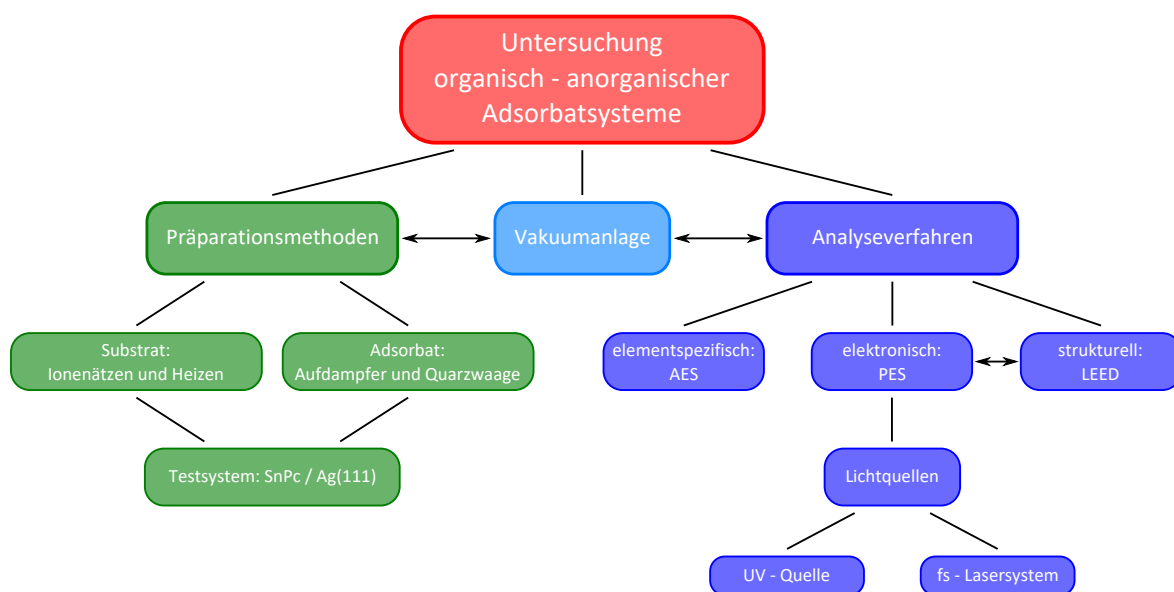 Untersuchung
organisch - anorganischer
Adsorbatsysteme
Präparationsmethoden
Vakuumanlage
Analyseverfahren
Substrat:
Ionenätzen und Heizen
Adsorbat:
Aufdampfer und Quarzwaage
elementspezifisch:
AES
elektronisch:
PES
strukturell:
LEED
Testsystem: SnPc / Ag(111)
Lichtquellen
UV - Quelle
fs - Lasersystem